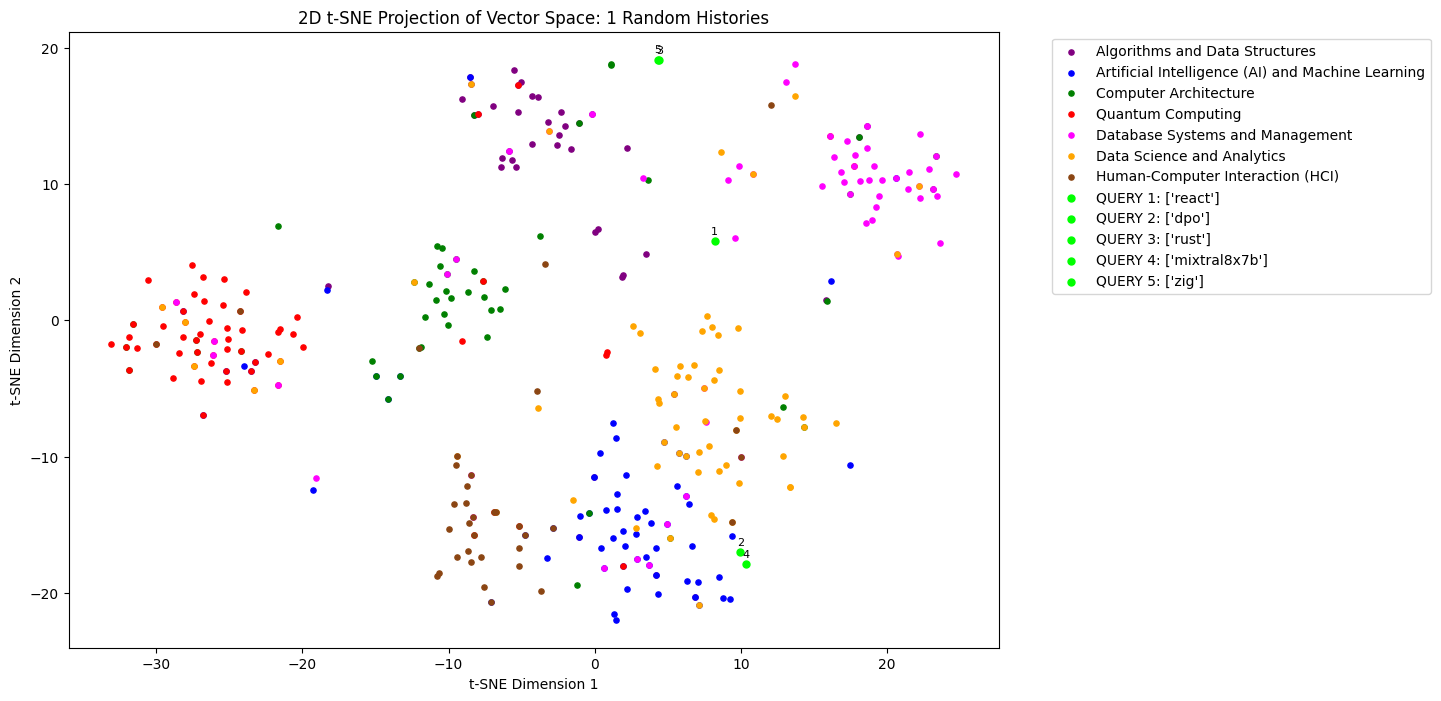 2D t-SNE Projection of Vector Space: 1 Random Histories
t-SNE Dimension 2
20
10
0
−10
−20
−30
−20
−10
0
10
20
t-SNE Dimension 1
5
3
1
2
4
Algorithms and Data Structures
Artificial Intelligence (AI) and Machine Learning
Computer Architecture
Quantum Computing
Database Systems and Management
Data Science and Analytics
Human-Computer Interaction (HCI)
QUERY 1: ['react']
QUERY 2: ['dpo']
QUERY 3: ['rust']
QUERY 4: ['mixtral8x7b']
QUERY 5: ['zig']